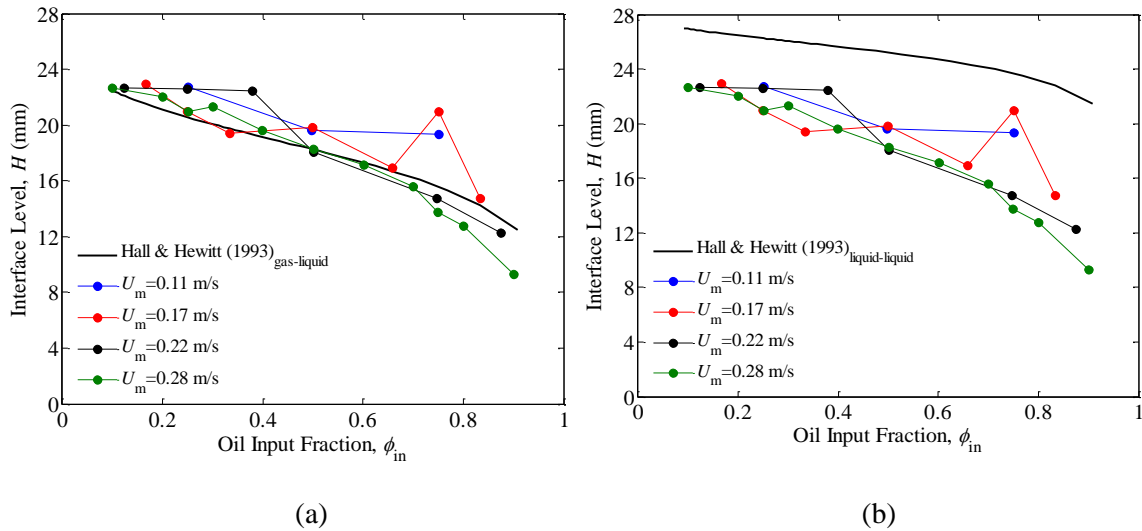 28
24
20
16
12
8
4
0
Interface Level, H (mm)
Hall & Hewitt (1993)gas-liquid
Um=0.11 m/s
Um=0.17 m/s
Um=0.22 m/s
Um=0.28 m/s
0 0.2 0.4 0.6 0.8 1
Oil Input Fraction, ϕin
(a)
28
24
20
16
12
8
4
0
Interface Level, H (mm)
Hall & Hewitt (1993)liquid-liquid
Um=0.11 m/s
Um=0.17 m/s
Um=0.22 m/s
Um=0.28 m/s
0 0.2 0.4 0.6 0.8 1
Oil Input Fraction, ϕin
(b)